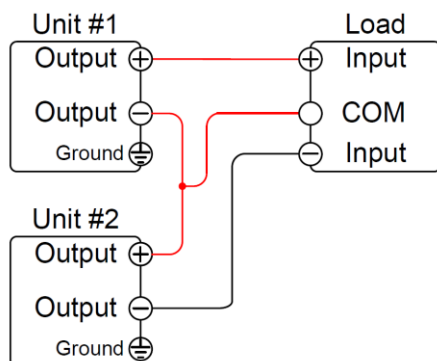 Unit #1
Output +
Output −
Ground
Load
+ Input
COM
− Input
Unit #2
Output +
Output −
Ground